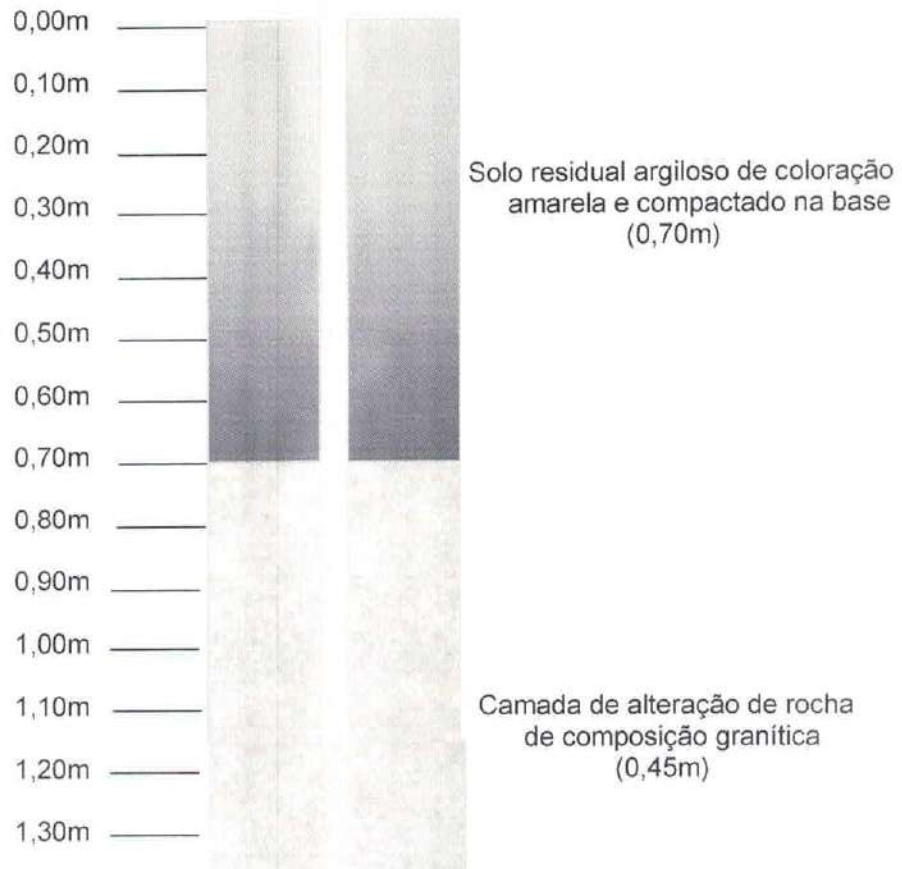 0,00m
0,10m
0,20m
0,30m
0,40m
0,50m
0,60m
0,70m
0,80m
0,90m
1,00m
1,10m
1,20m
1,30m
Solo residual argiloso de coloração
amarela e compactado na base
(0,70m)
Camada de alteração de rocha
de composição granítica
(0,45m)